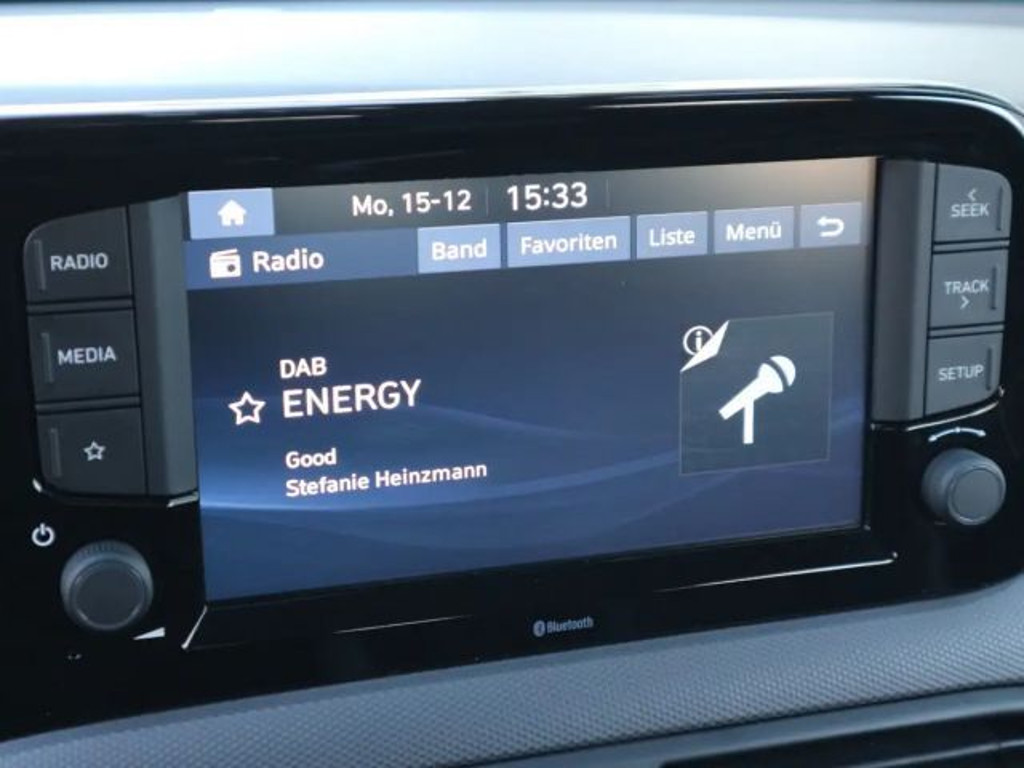 Mo, 15-12 15:33
Radio Band Favoriten Liste Menü
DAB
ENERGY
Good
Stefanie Heinzmann
RADIO
MEDIA
SEEK
TRACK
SETUP
Bluetooth